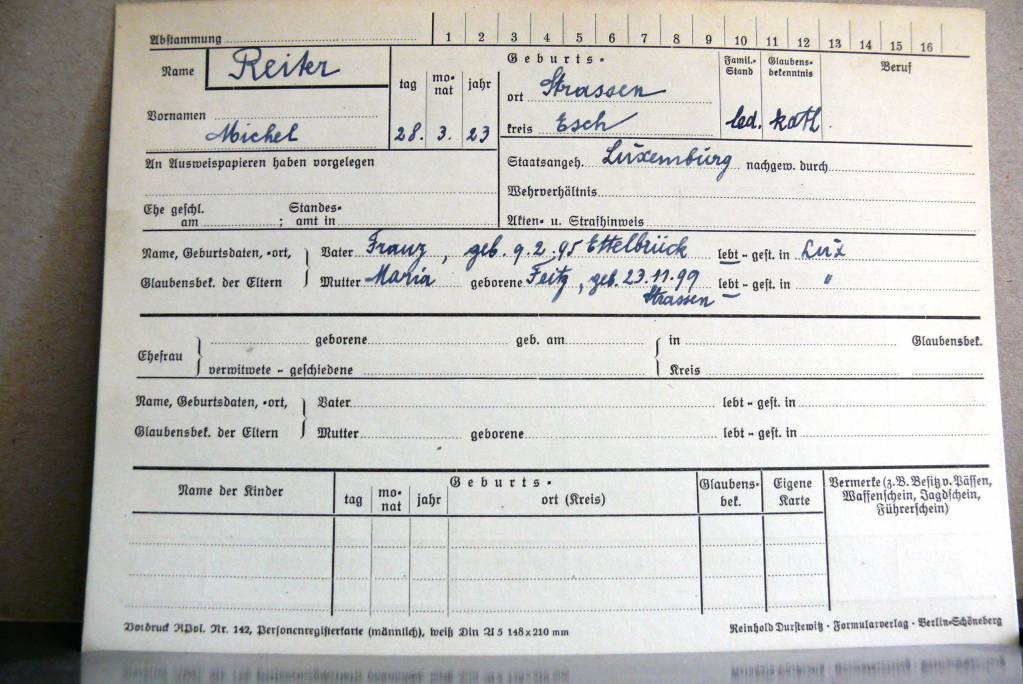 Abstammung 1 2 3 4 5 6 7 8 9 10 11 12 13 14 15 16
Name Reiter
Vornamen
Michel
tag monat jahr
28. 3. 23
Geburts-
ort Strassen
kreis Esch
Famil.-Stand
led.
Glaubens-bekenntnis
kath.
Beruf
An Ausweispapieren haben vorgelegen
Ehe geschl. Standes-
am ; amt in
Staatsangeh. Luxemburg nachgew. durch
Wehrverhältnis
Akten- u. Strafhinweis
Name, Geburtsdaten, -ort, Vater Franz, geb. 9.2.95 Ettelbrück lebt - gest. in Lux
Glaubensbek. der Eltern Mutter Maria geborene Feitz, geb. 23.11.99 lebt - gest. in "
Strassen
Ehefrau
geborene geb. am in Glaubensbek.
verwitwete - geschiedene Kreis
Name, Geburtsdaten, -ort, Vater lebt - gest. in
Glaubensbek. der Eltern Mutter geborene lebt - gest. in
Name der Kinder
Geburts-
tag mo-nat jahr ort (Kreis)
Glaubens-
bek.
Eigene
Karte
Vermerke (z. B. Besitz v. Pässen,
Waffenschein, Jagdschein,
Führerschein)
Vordruck RPol. Nr. 142, Personenregisterkarte (männlich), weiß Din A 5 148 x 210 mm
Reinhold Durstewitz · Formularverlag · Berlin-Schöneberg